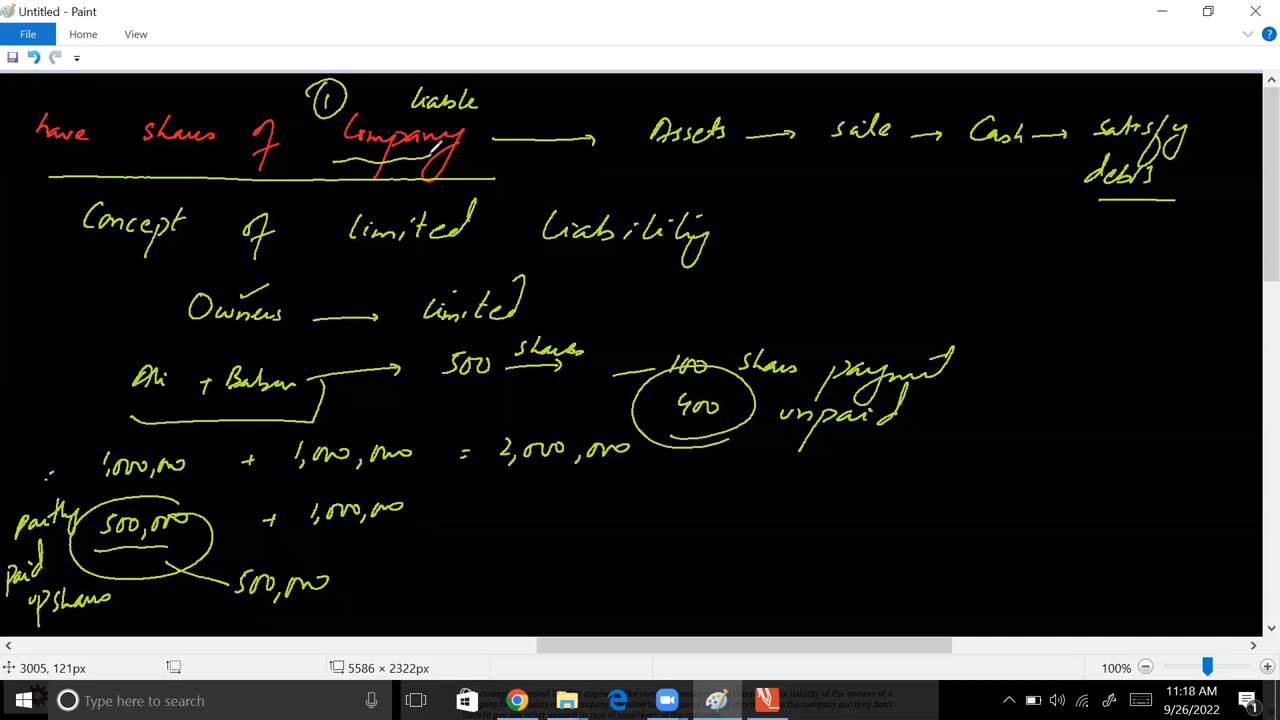 Untitled - Paint
File Home View
① liable
have shares of Company → Assets → sale → Cash → satisfy debts
Concept of limited liability
Owners → limited
Ali + Baber → 500 shares → 100 share payment
400 unpaid
1,000,000 + 1,000,000 = 2,000,000
partly paid up shares 500,000 + 1,000,000
500,000
3005, 121px 5586 × 2322px 100%
Type here to search 11:18 AM
9/26/2022